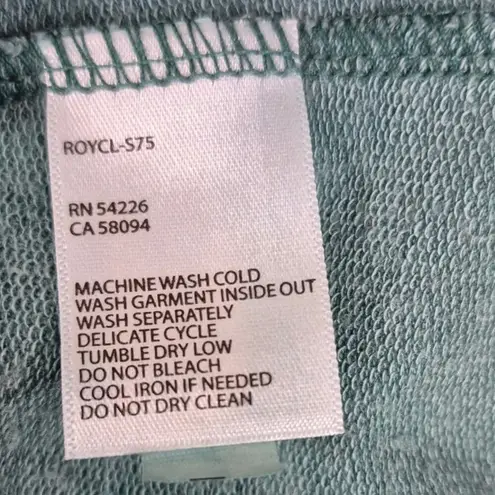 ROYCL-S75
RN 54226
CA 58094
MACHINE WASH COLD
WASH GARMENT INSIDE OUT
WASH SEPARATELY
DELICATE CYCLE
TUMBLE DRY LOW
DO NOT BLEACH
COOL IRON IF NEEDED
DO NOT DRY CLEAN